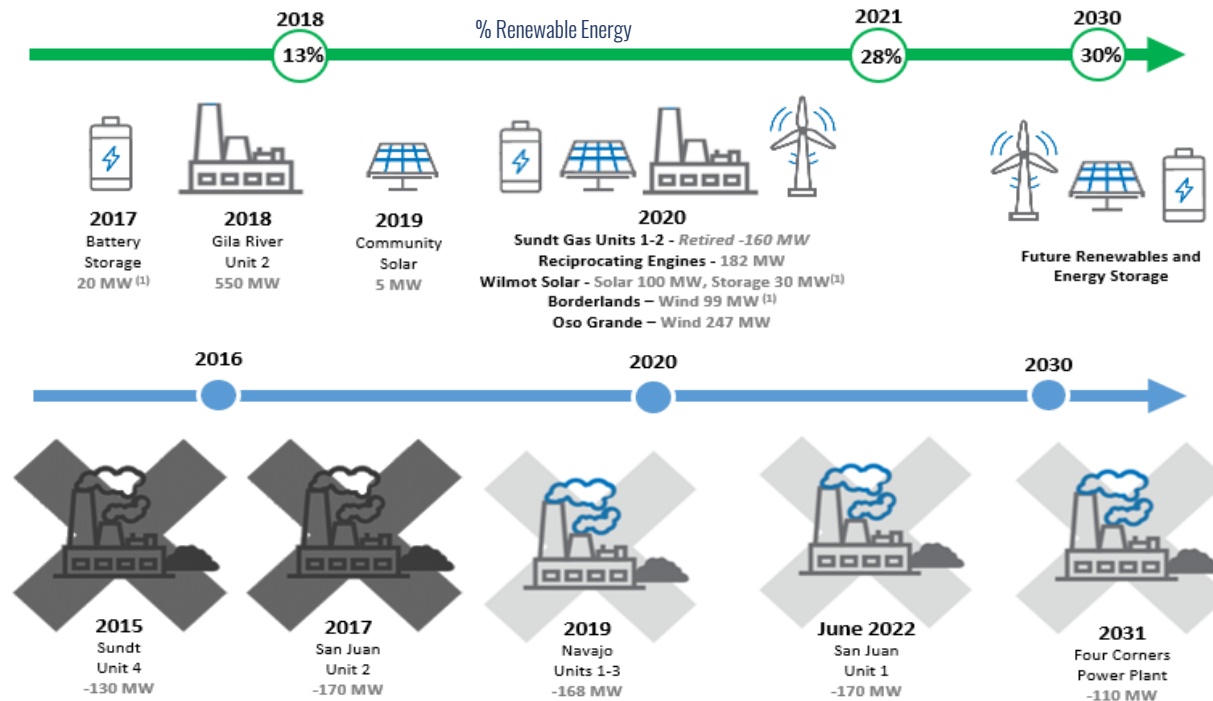 % Renewable Energy
2018
2021
2030
13%
28%
30%
2017
Battery
Storage
20 MW (1)
2018
Gila River
Unit 2
550 MW
2019
Community
Solar
5 MW
2020
Sundt Gas Units 1-2 - Retired -160 MW
Reciprocating Engines - 182 MW
Wilmot Solar - Solar 100 MW, Storage 30 MW(1)
Borderlands – Wind 99 MW (1)
Oso Grande – Wind 247 MW
Future Renewables and
Energy Storage
2016
2020
2030
2015
Sundt
Unit 4
-130 MW
2017
San Juan
Unit 2
-170 MW
2019
Navajo
Units 1-3
-168 MW
June 2022
San Juan
Unit 1
-170 MW
2031
Four Corners
Power Plant
-110 MW